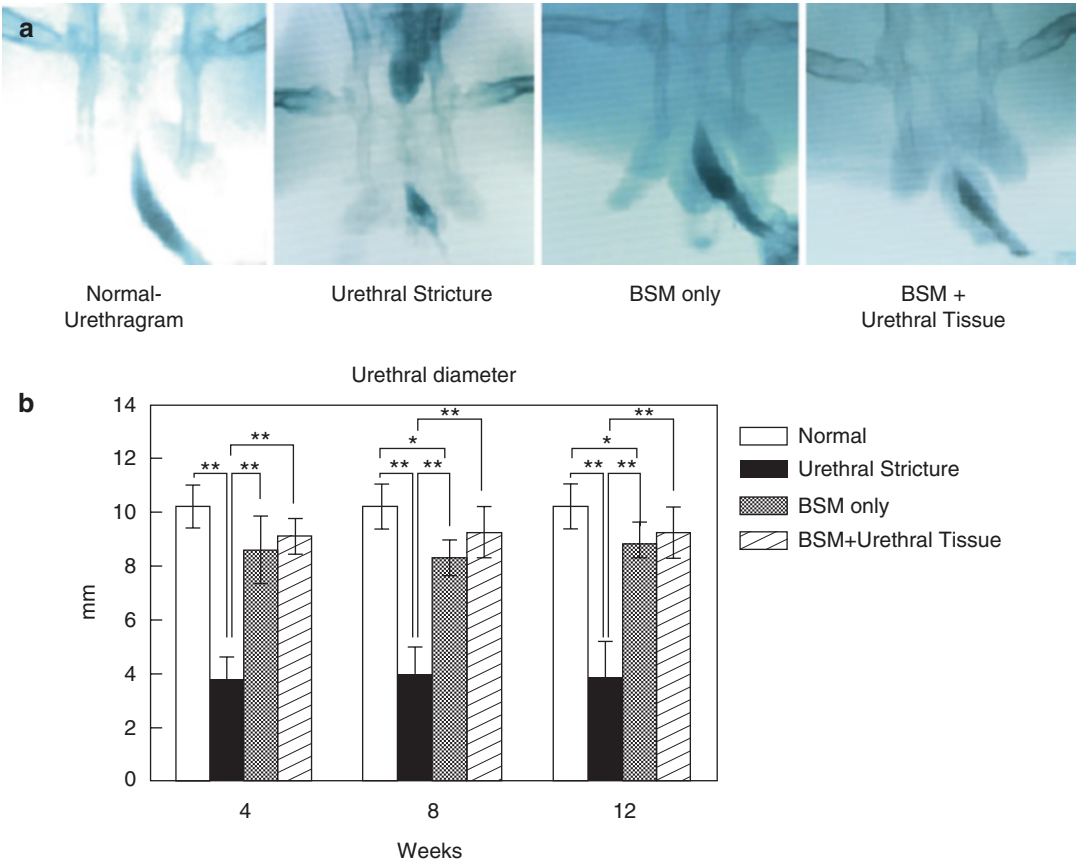 a
Normal-
Urethragram
Urethral Stricture
BSM only
BSM +
Urethral Tissue
b
Urethral diameter
14
12
10
8
6
4
2
0
mm
** ** **
* ** ** **
* ** ** **
4 8 12
Weeks
Normal
Urethral Stricture
BSM only
BSM+Urethral Tissue